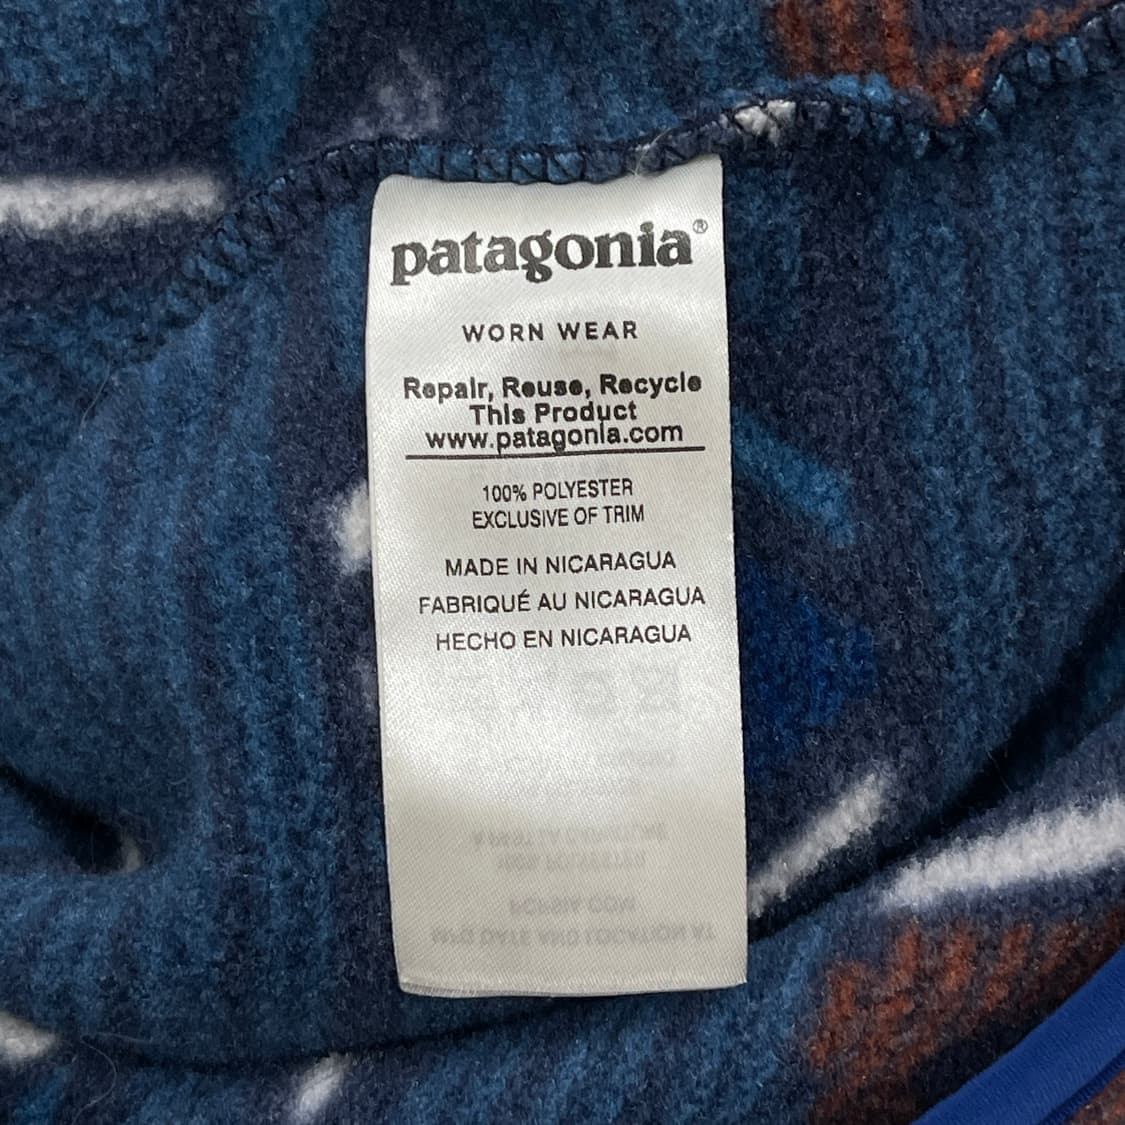 patagonia®
WORN WEAR
Repair, Reuse, Recycle
This Product
www.patagonia.com
100% POLYESTER
EXCLUSIVE OF TRIM
MADE IN NICARAGUA
FABRIQUÉ AU NICARAGUA
HECHO EN NICARAGUA